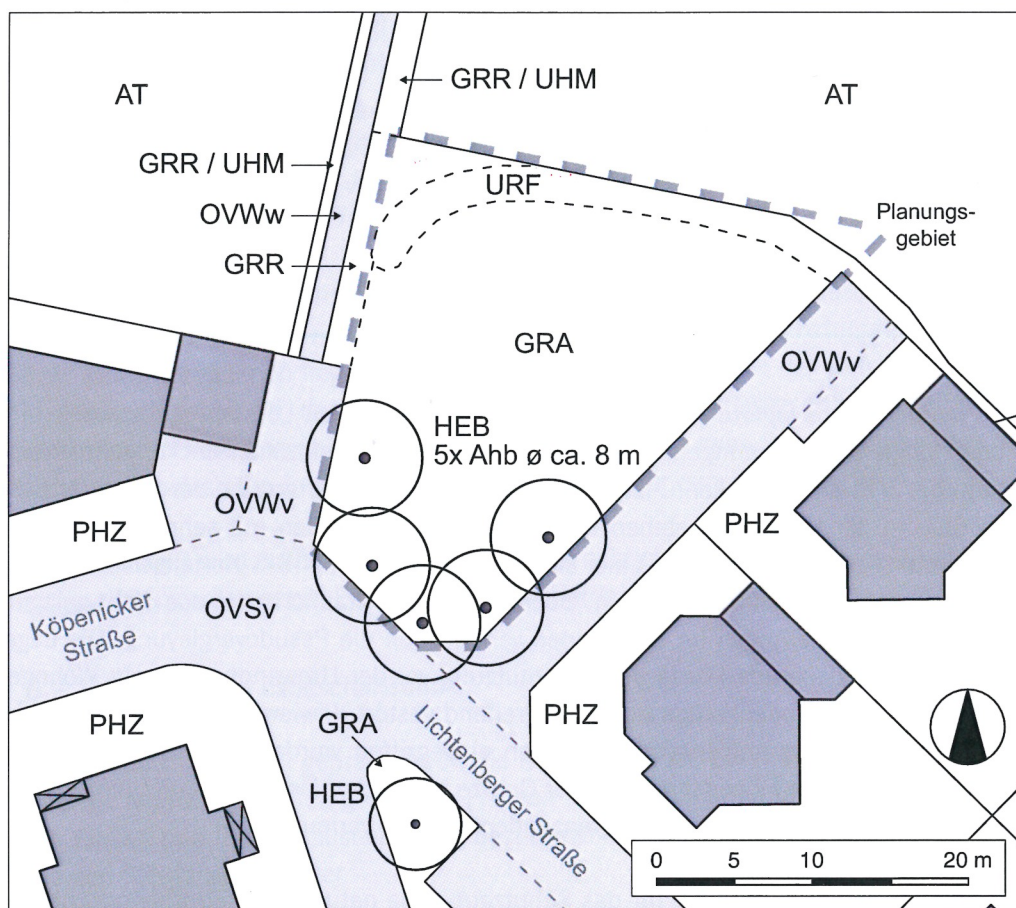 AT
GRR / UHM
AT
GRR / UHM
URF
OVWw
Planungs-
gebiet
GRR
GRA
OVWv
HEB
5x Ahb ø ca. 8 m
OVWv
PHZ
PHZ
Köpenicker
Straße
OVSv
PHZ
GRA
Lichtenberger Straße
PHZ
HEB
0 5 10 20 m